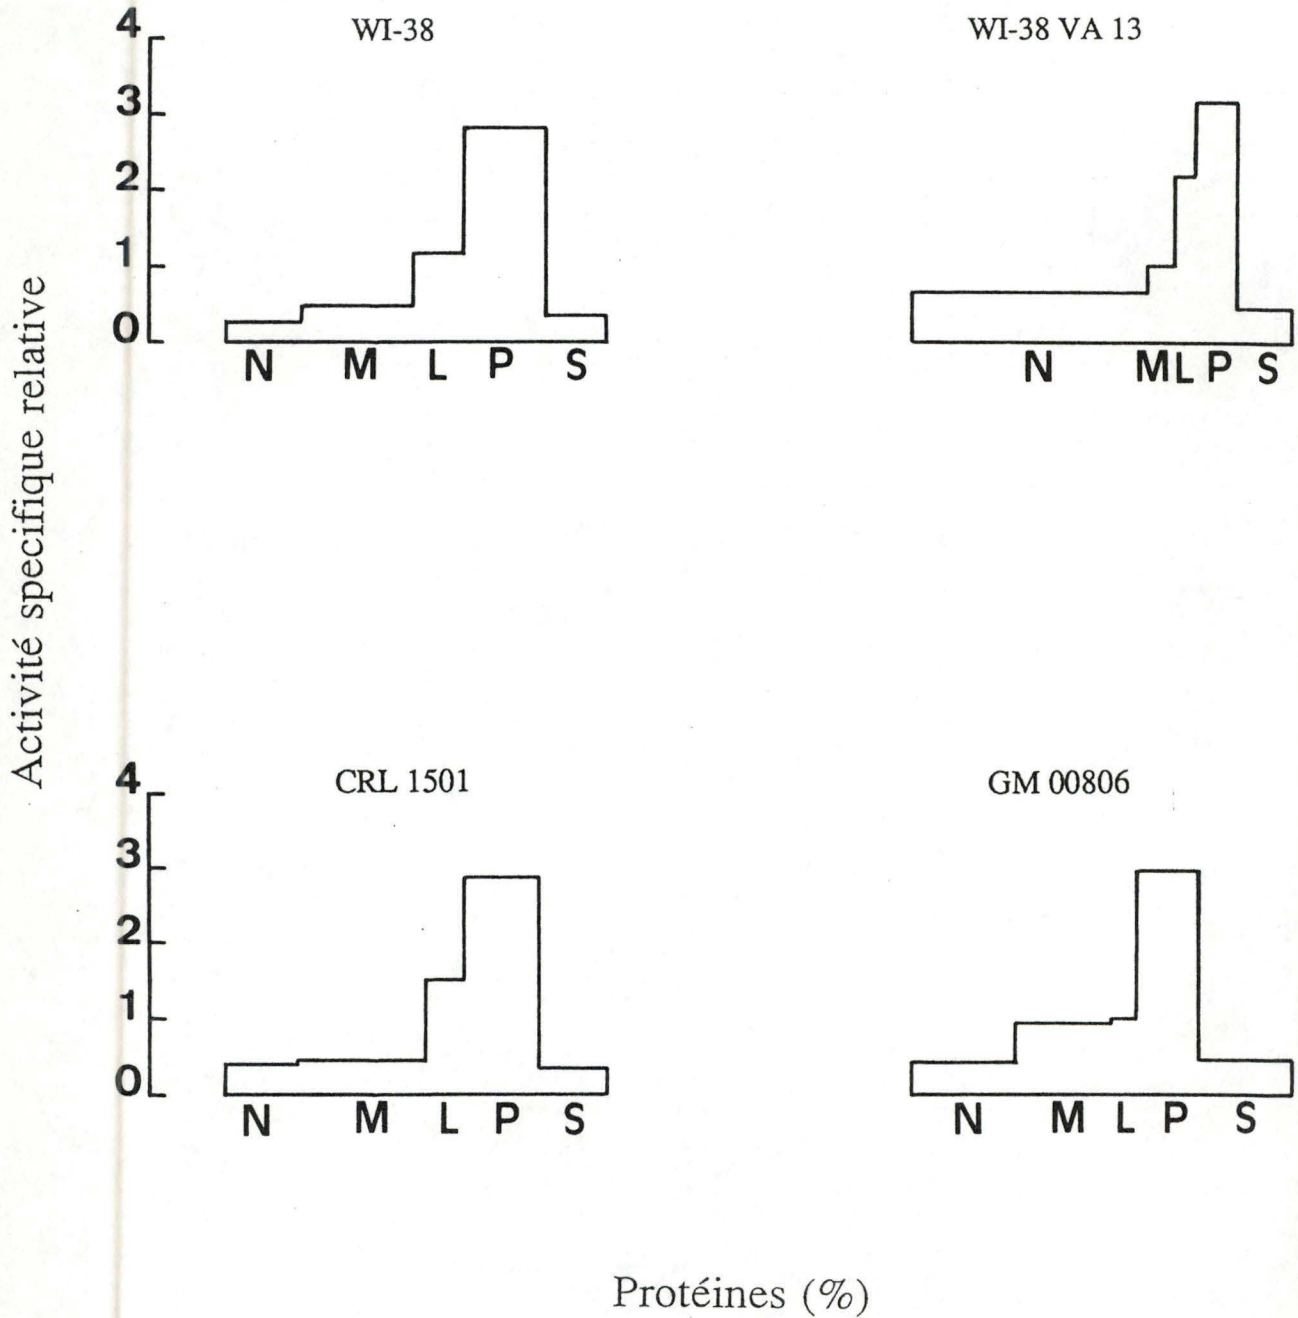 Activité specifique relative
WI-38
4
3
2
1
0
N M L P S
WI-38 VA 13
N M L P S
CRL 1501
4
3
2
1
0
N M L P S
GM 00806
N M L P S
Protéines (%)